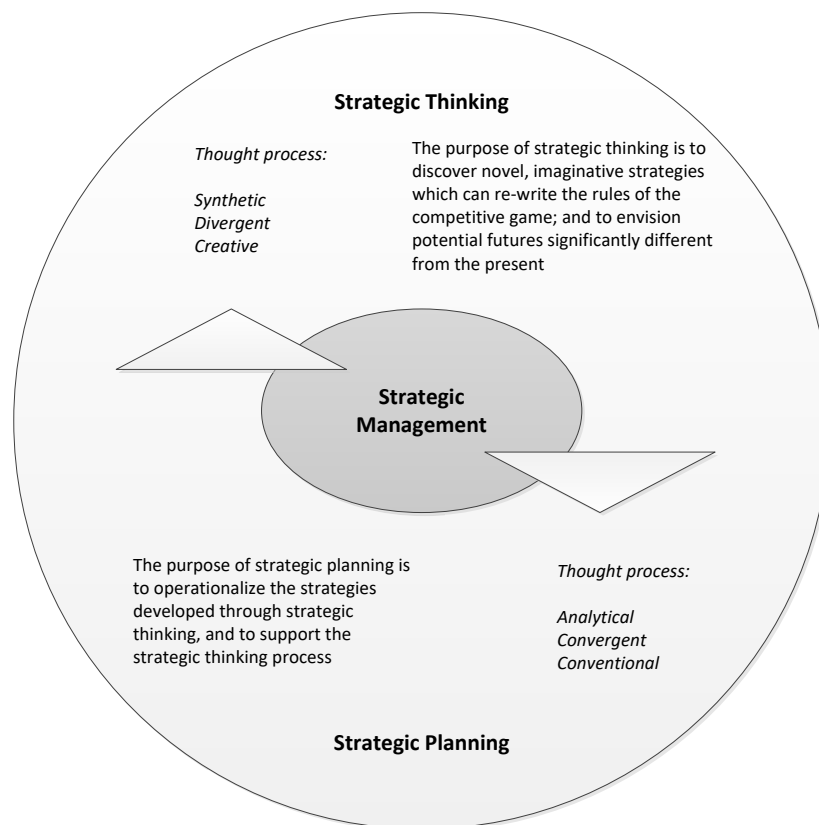 Strategic Thinking
Thought process:
Synthetic
Divergent
Creative
The purpose of strategic thinking is to
discover novel, imaginative strategies
which can re-write the rules of the
competitive game; and to envision
potential futures significantly different
from the present
Strategic
Management
The purpose of strategic planning is
to operationalize the strategies
developed through strategic
thinking, and to support the
strategic thinking process
Thought process:
Analytical
Convergent
Conventional
Strategic Planning